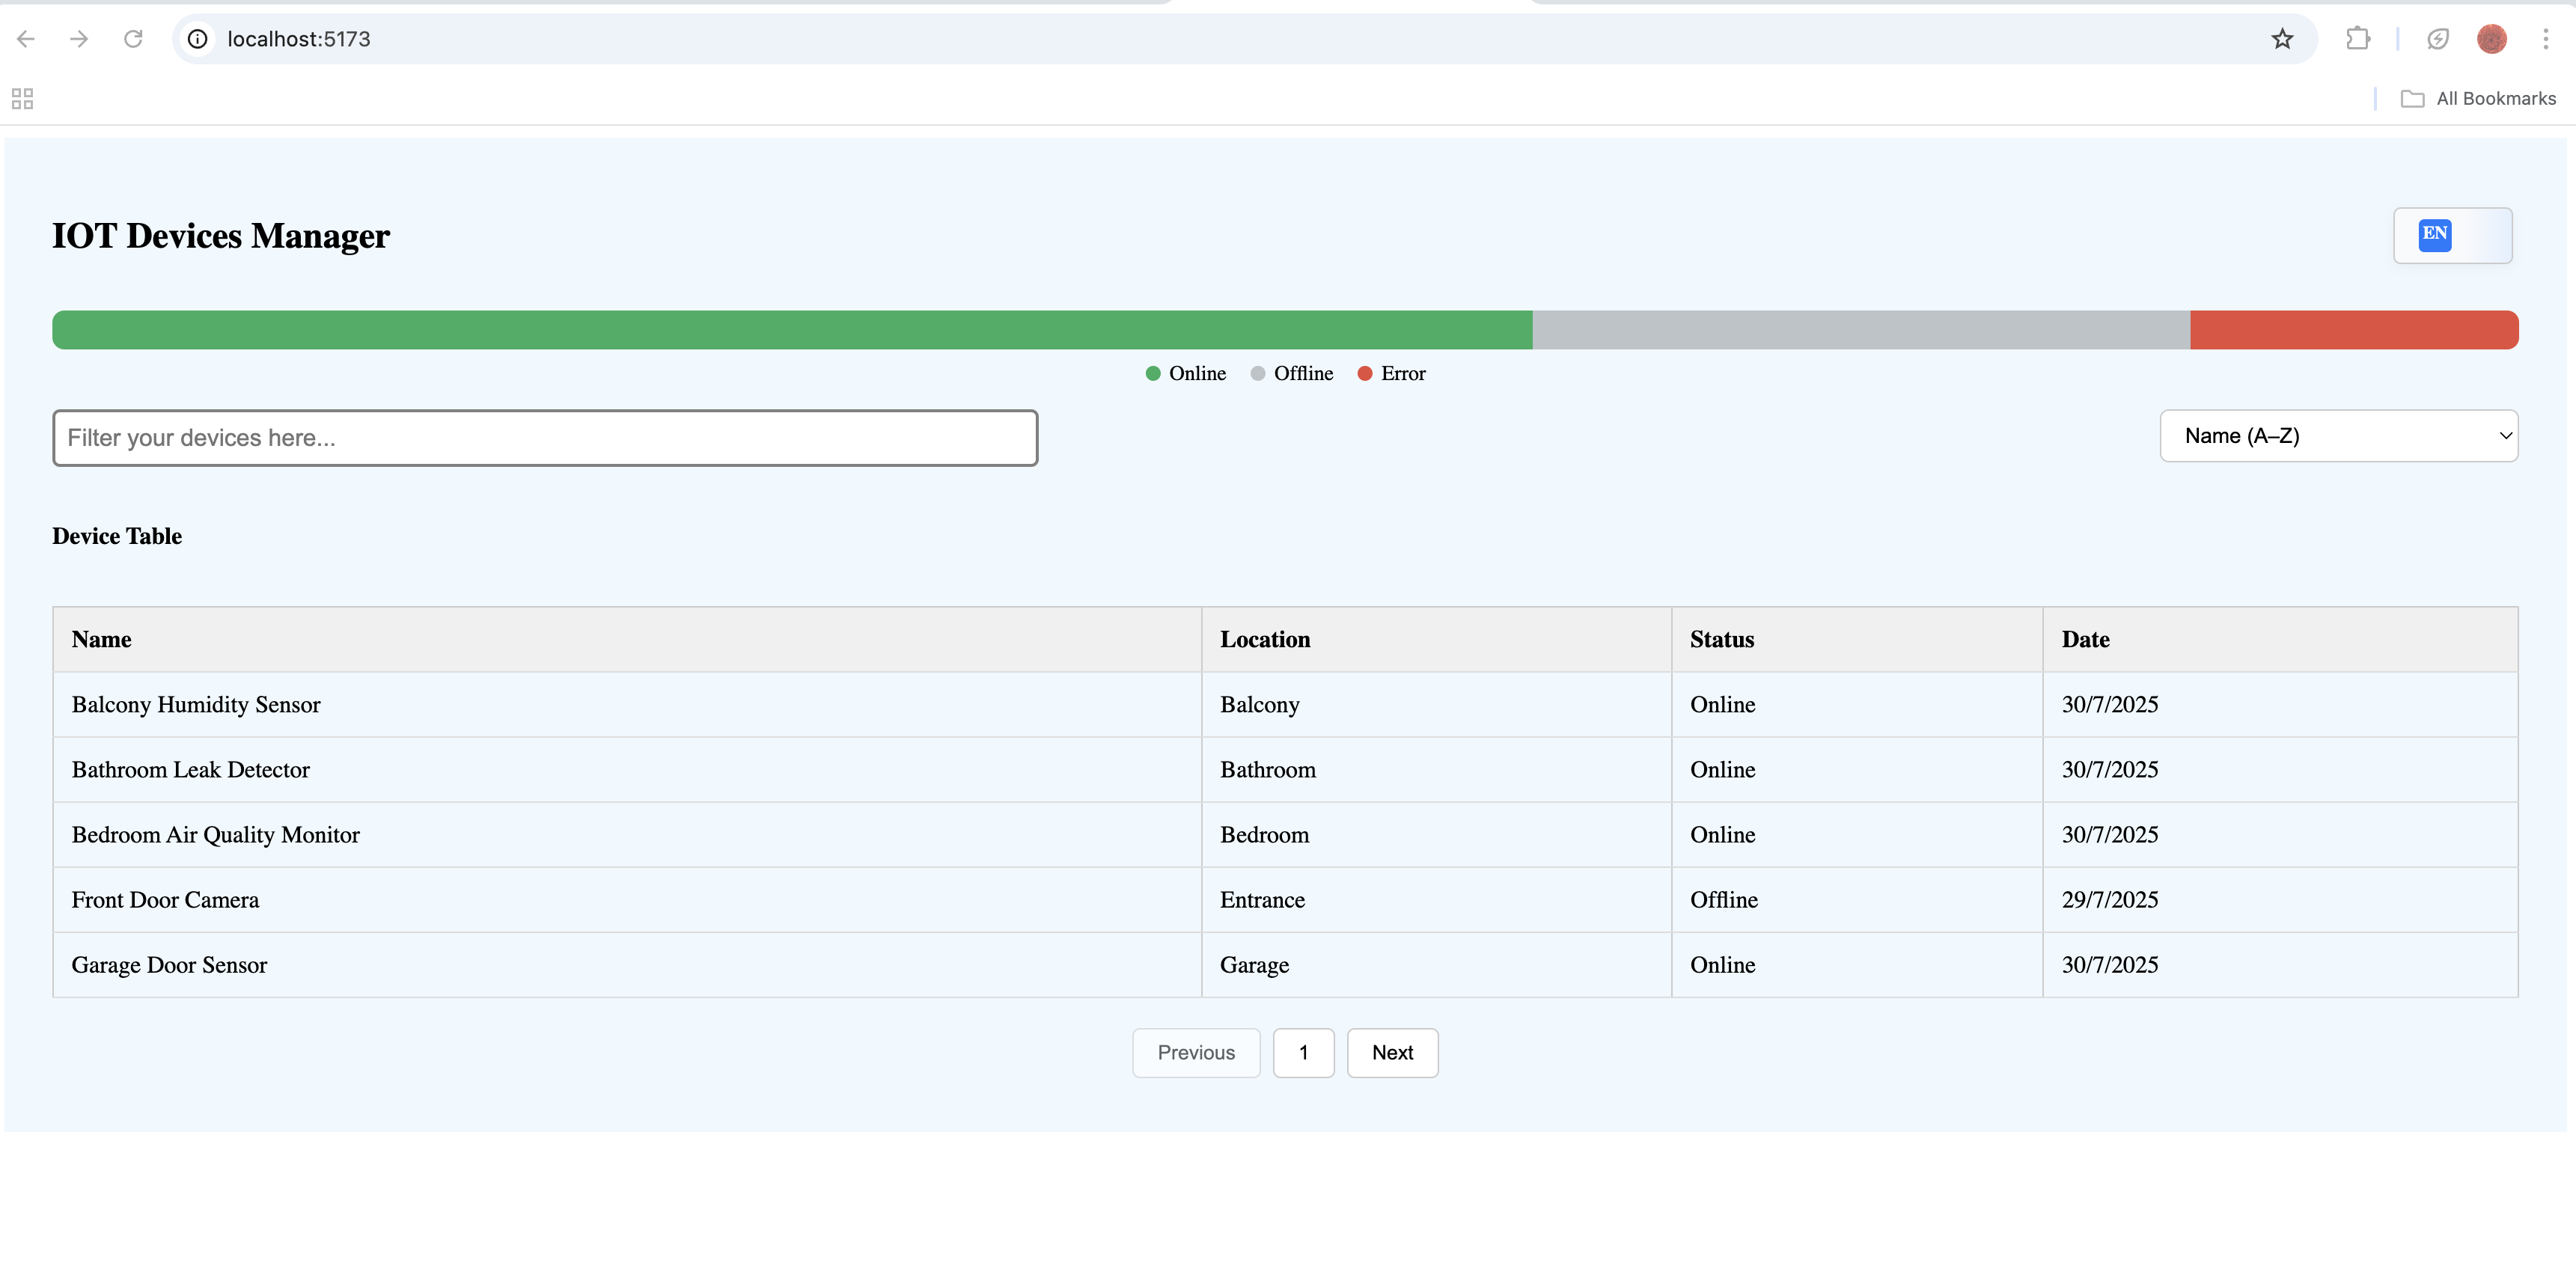 localhost:5173
All Bookmarks
IOT Devices Manager
EN
Online Offline Error
Filter your devices here...
Name (A–Z)
Device Table
Name Location Status Date
Balcony Humidity Sensor Balcony Online 30/7/2025
Bathroom Leak Detector Bathroom Online 30/7/2025
Bedroom Air Quality Monitor Bedroom Online 30/7/2025
Front Door Camera Entrance Offline 29/7/2025
Garage Door Sensor Garage Online 30/7/2025
Previous 1 Next